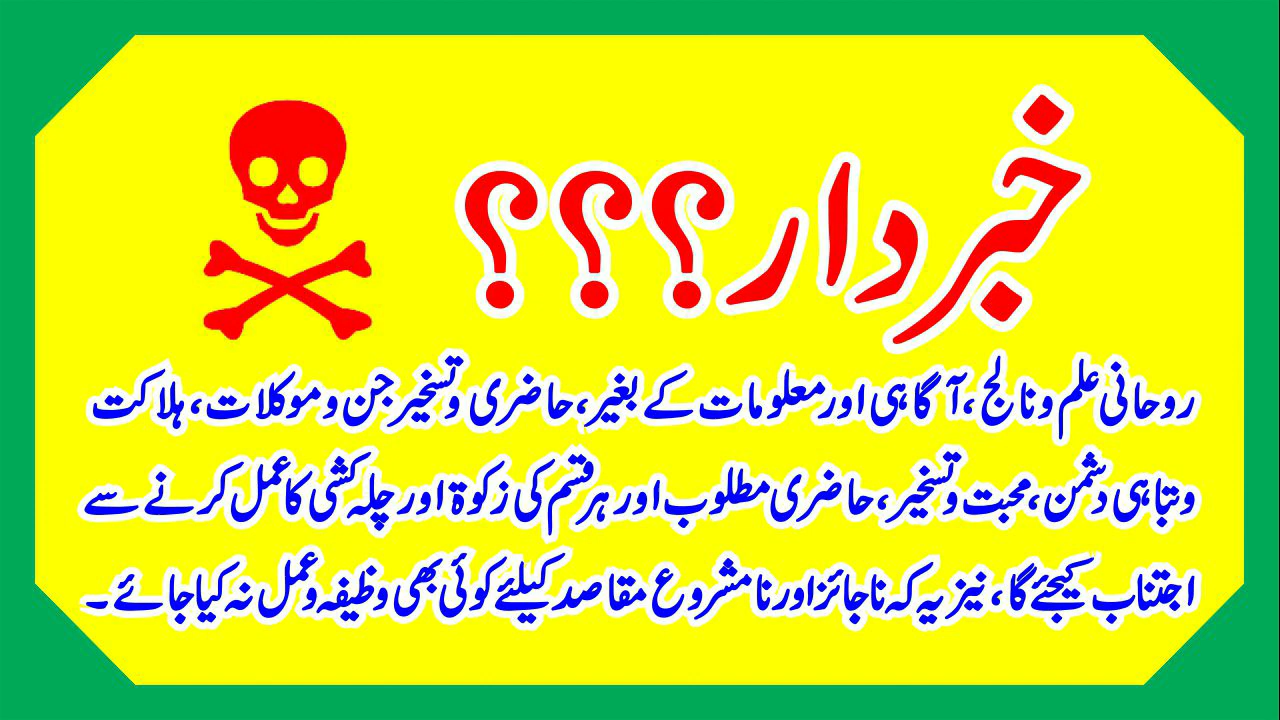 خبردار؟؟؟
روحانی علم و نالج، آگاہی اور معلومات کے بغیر، حاضری و تسخیر جن و موکلات، ہلاکت
و تباہی دشمن، محبت و تسخیر، حاضری مطلوب اور ہر قسم کی زکوۃ اور چلہ کشی کا عمل کرنے سے
اجتناب کیجئے گا، نیز یہ کہ ناجائز اور نا مشروع مقاصد کیلئے کوئی بھی وظیفہ و عمل نہ کیا جائے۔